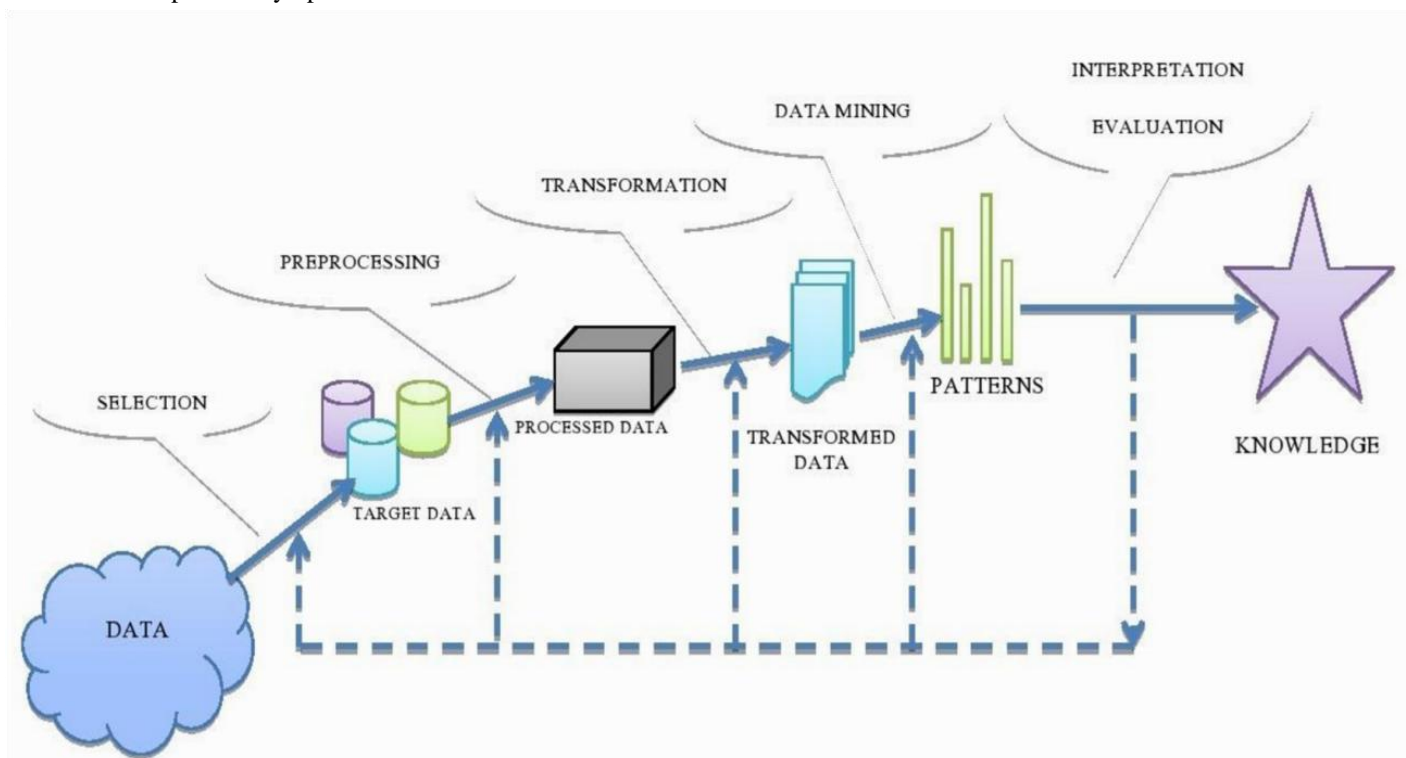 SELECTION
PREPROCESSING
TRANSFORMATION
DATA MINING
INTERPRETATION
EVALUATION
DATA
TARGET DATA
PROCESSED DATA
TRANSFORMED
DATA
PATTERNS
KNOWLEDGE